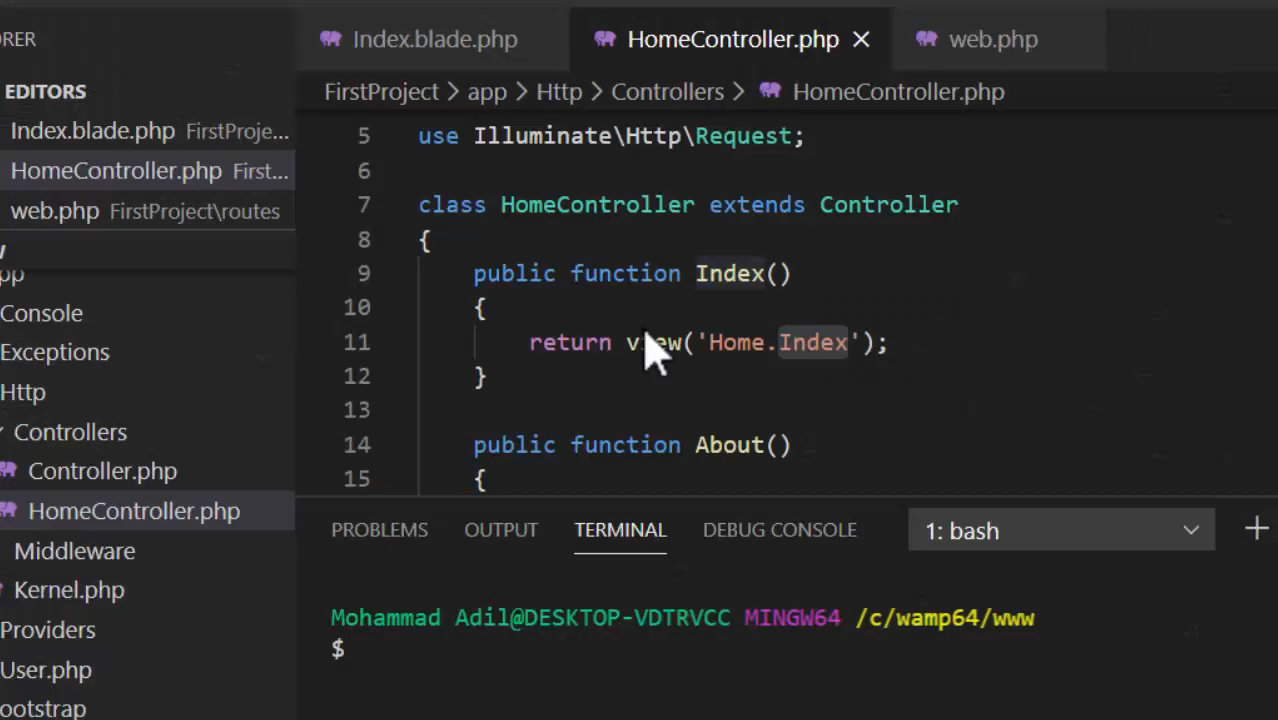 ORER
Index.blade.php
HomeController.php
web.php
EDITORS
Index.blade.php FirstProje...
HomeController.php First...
web.php FirstProject\routes
Console
Exceptions
Http
Controllers
Controller.php
HomeController.php
Middleware
Kernel.php
Providers
User.php
ootstrap
FirstProject > app > Http > Controllers > HomeController.php
5 use Illuminate\Http\Request;
6
7 class HomeController extends Controller
8 {
9 public function Index()
10 {
11 return view('Home.Index');
12 }
13
14 public function About()
15 {
PROBLEMS OUTPUT TERMINAL DEBUG CONSOLE 1: bash
Mohammad Adil@DESKTOP-VDTRVCC MINGW64 /c/wamp64/www
$